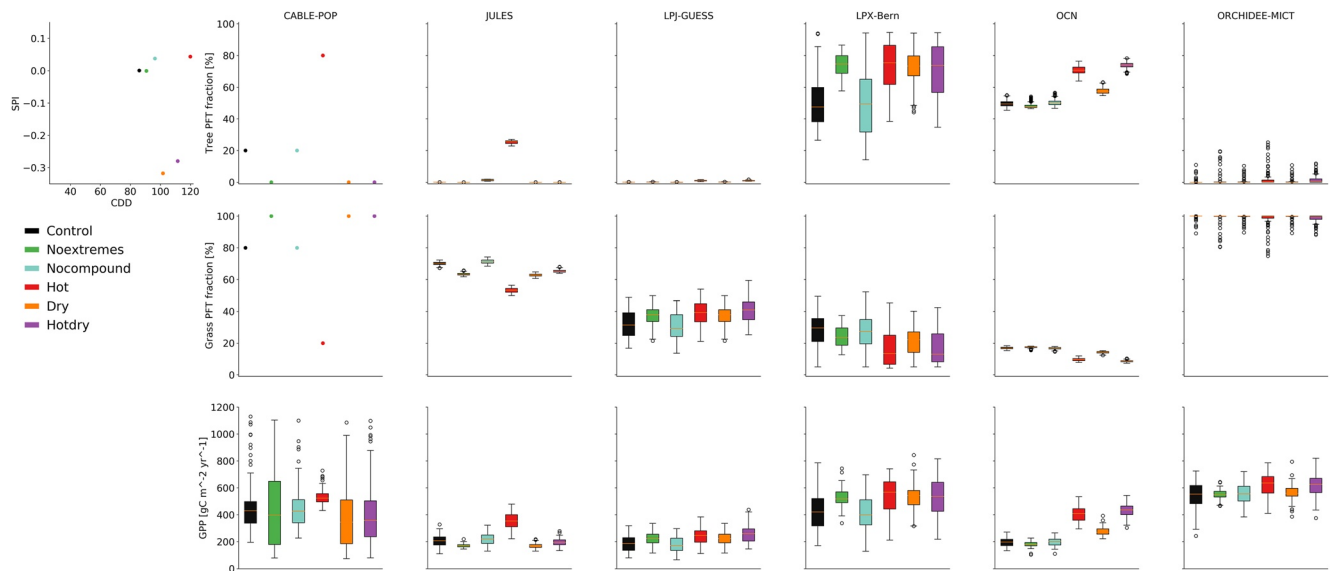 CABLE-POP JULES LPJ-GUESS LPX-Bern OCN ORCHIDEE-MICT
SPI
0.1
0.0
−0.1
−0.2
−0.3
40 60 80 100 120
CDD
Tree PFT fraction [%]
100
80
60
40
20
0
Control
Noextremes
Nocompound
Hot
Dry
Hotdry
Grass PFT fraction [%]
100
80
60
40
20
0
GPP [gC m^-2 yr^-1]
1200
1000
800
600
400
200
0